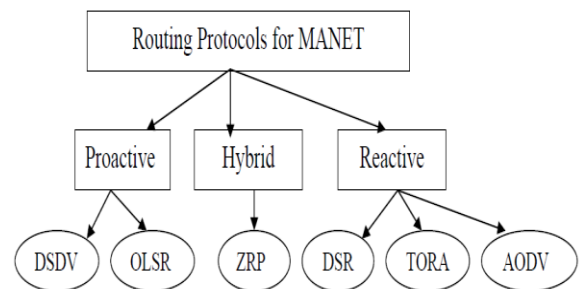 Routing Protocols for MANET
Proactive
Hybrid
Reactive
DSDV
OLSR
ZRP
DSR
TORA
AODV